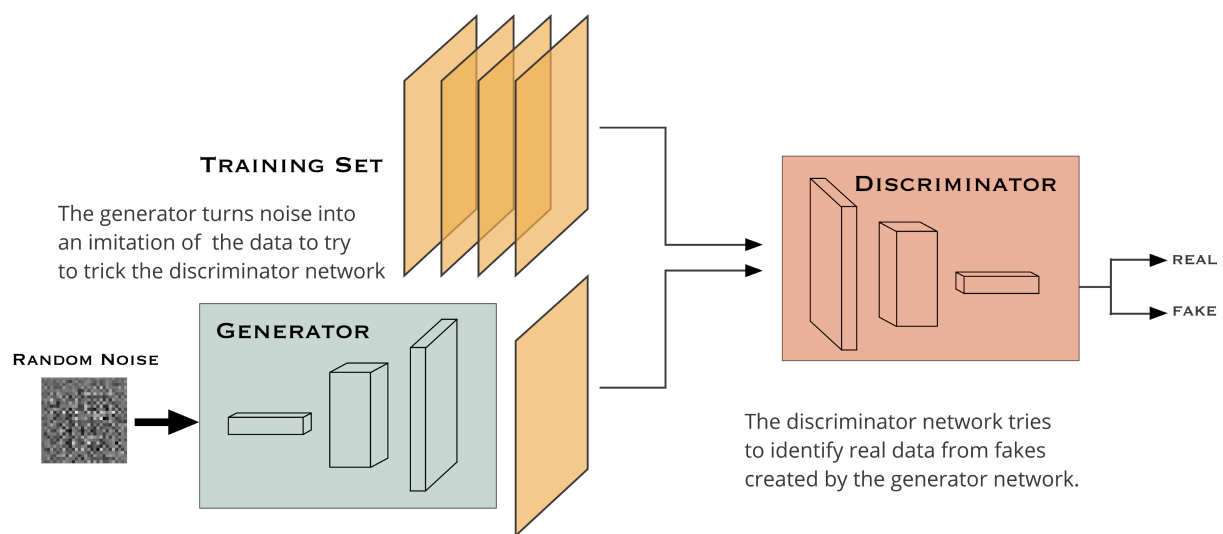 TRAINING SET
The generator turns noise into
an imitation of  the data to try
to trick the discriminator network
GENERATOR
RANDOM NOISE
DISCRIMINATOR
REAL
FAKE
The discriminator network tries
to identify real data from fakes
created by the generator network.